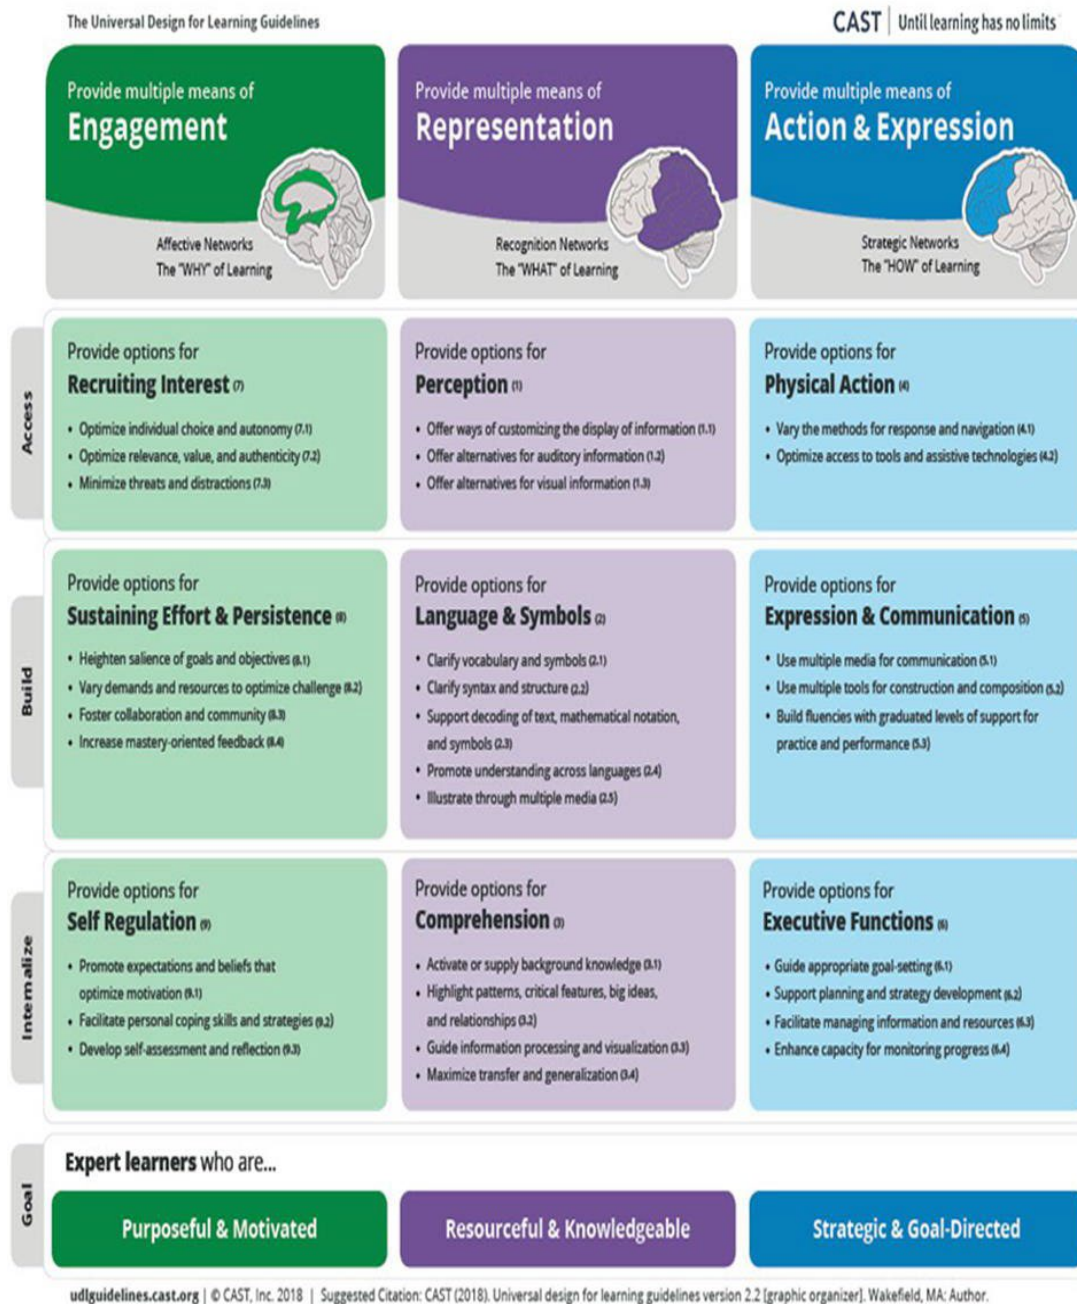 The Universal Design for Learning Guidelines
CAST | Until learning has no limits
Provide multiple means of
Engagement
Affective Networks
The "WHY" of Learning
Provide multiple means of
Representation
Recognition Networks
The "WHAT" of Learning
Provide multiple means of
Action & Expression
Strategic Networks
The "HOW" of Learning
Access
Provide options for
Recruiting Interest (7)
• Optimize individual choice and autonomy (7.1)
• Optimize relevance, value, and authenticity (7.2)
• Minimize threats and distractions (7.3)
Provide options for
Perception (1)
• Offer ways of customizing the display of information (1.1)
• Offer alternatives for auditory information (1.2)
• Offer alternatives for visual information (1.3)
Provide options for
Physical Action (4)
• Vary the methods for response and navigation (4.1)
• Optimize access to tools and assistive technologies (4.2)
Build
Provide options for
Sustaining Effort & Persistence (8)
• Heighten salience of goals and objectives (8.1)
• Vary demands and resources to optimize challenge (8.2)
• Foster collaboration and community (8.3)
• Increase mastery-oriented feedback (8.4)
Provide options for
Language & Symbols (2)
• Clarify vocabulary and symbols (2.1)
• Clarify syntax and structure (2.2)
• Support decoding of text, mathematical notation,
and symbols (2.3)
• Promote understanding across languages (2.4)
• Illustrate through multiple media (2.5)
Provide options for
Expression & Communication (5)
• Use multiple media for communication (5.1)
• Use multiple tools for construction and composition (5.2)
• Build fluencies with graduated levels of support for
practice and performance (5.3)
Internalize
Provide options for
Self Regulation (9)
• Promote expectations and beliefs that
optimize motivation (9.1)
• Facilitate personal coping skills and strategies (9.2)
• Develop self-assessment and reflection (9.3)
Provide options for
Comprehension (3)
• Activate or supply background knowledge (3.1)
• Highlight patterns, critical features, big ideas,
and relationships (3.2)
• Guide information processing and visualization (3.3)
• Maximize transfer and generalization (3.4)
Provide options for
Executive Functions (6)
• Guide appropriate goal-setting (6.1)
• Support planning and strategy development (6.2)
• Facilitate managing information and resources (6.3)
• Enhance capacity for monitoring progress (6.4)
Goal
Expert learners who are...
Purposeful & Motivated
Resourceful & Knowledgeable
Strategic & Goal-Directed
udlguidelines.cast.org | © CAST, Inc. 2018 | Suggested Citation: CAST (2018). Universal design for learning guidelines version 2.2 [graphic organizer]. Wakefield, MA: Author.